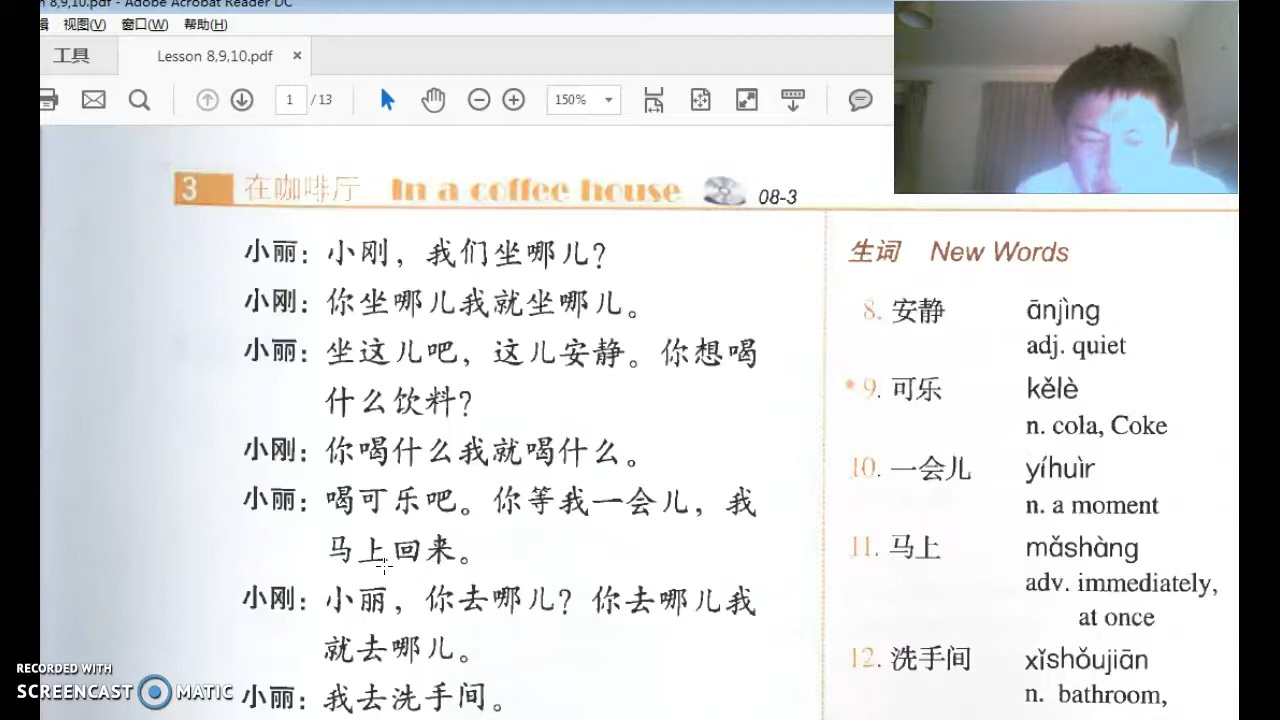 8,9,10.pdf - Adobe Acrobat Reader DC
视图(V) 窗口(W) 帮助(H)
工具 Lesson 8,9,10.pdf ×
1 / 13 150%
3 在咖啡厅 In a coffee house 08-3
小丽：小刚，我们坐哪儿？
小刚：你坐哪儿我就坐哪儿。
小丽：坐这儿吧，这儿安静。你想喝
什么饮料？
小刚：你喝什么我就喝什么。
小丽：喝可乐吧。你等我一会儿，我
马上回来。
小刚：小丽，你去哪儿？你去哪儿我
就去哪儿。
小丽：我去洗手间。
生词 New Words
8. 安静 ānjìng
adj. quiet
9. 可乐 kělè
n. cola, Coke
10. 一会儿 yíhuìr
n. a moment
11. 马上 mǎshàng
adv. immediately,
at once
12. 洗手间 xǐshǒujiān
n. bathroom,
RECORDED WITH
SCREENCAST MATIC